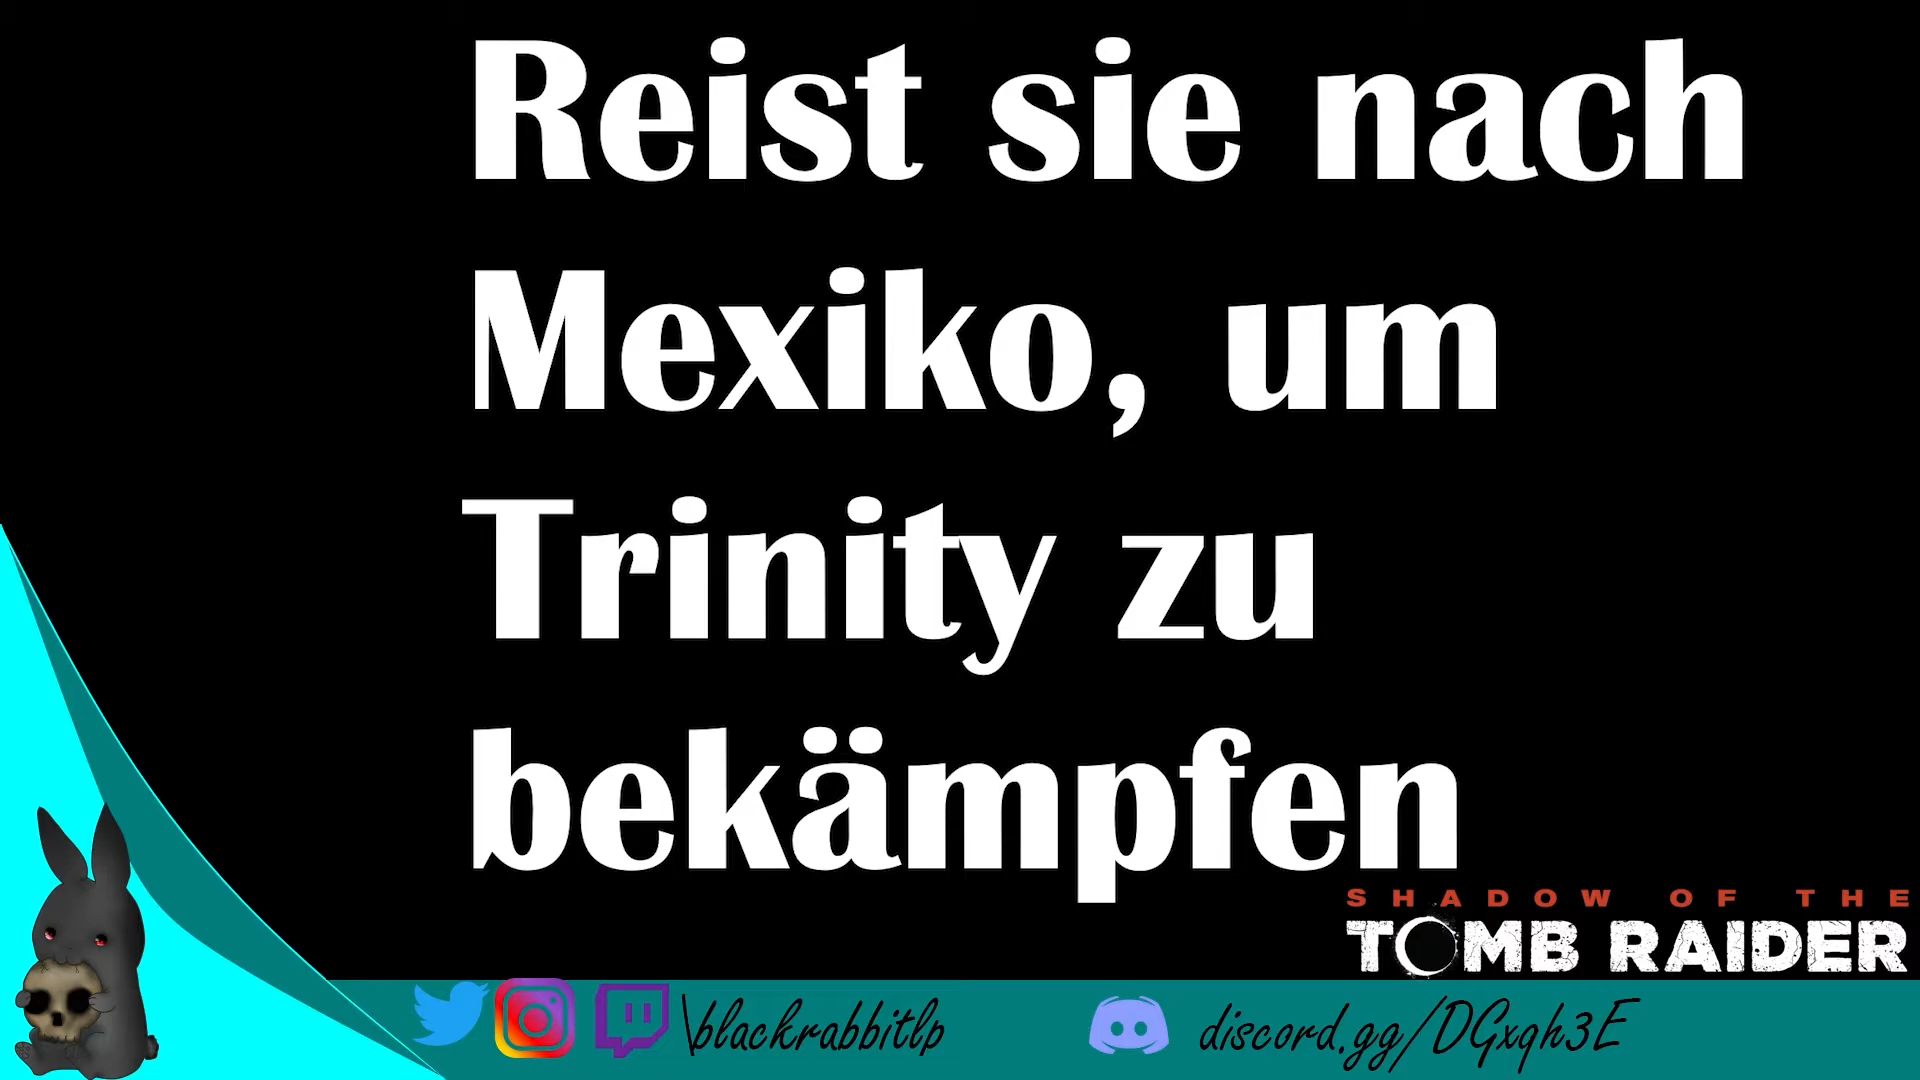 Reist sie nach
Mexiko, um
Trinity zu
bekämpfen
SHADOW OF THE
TOMB RAIDER
\blackrabbitlp
discord.gg/DGxqh3E